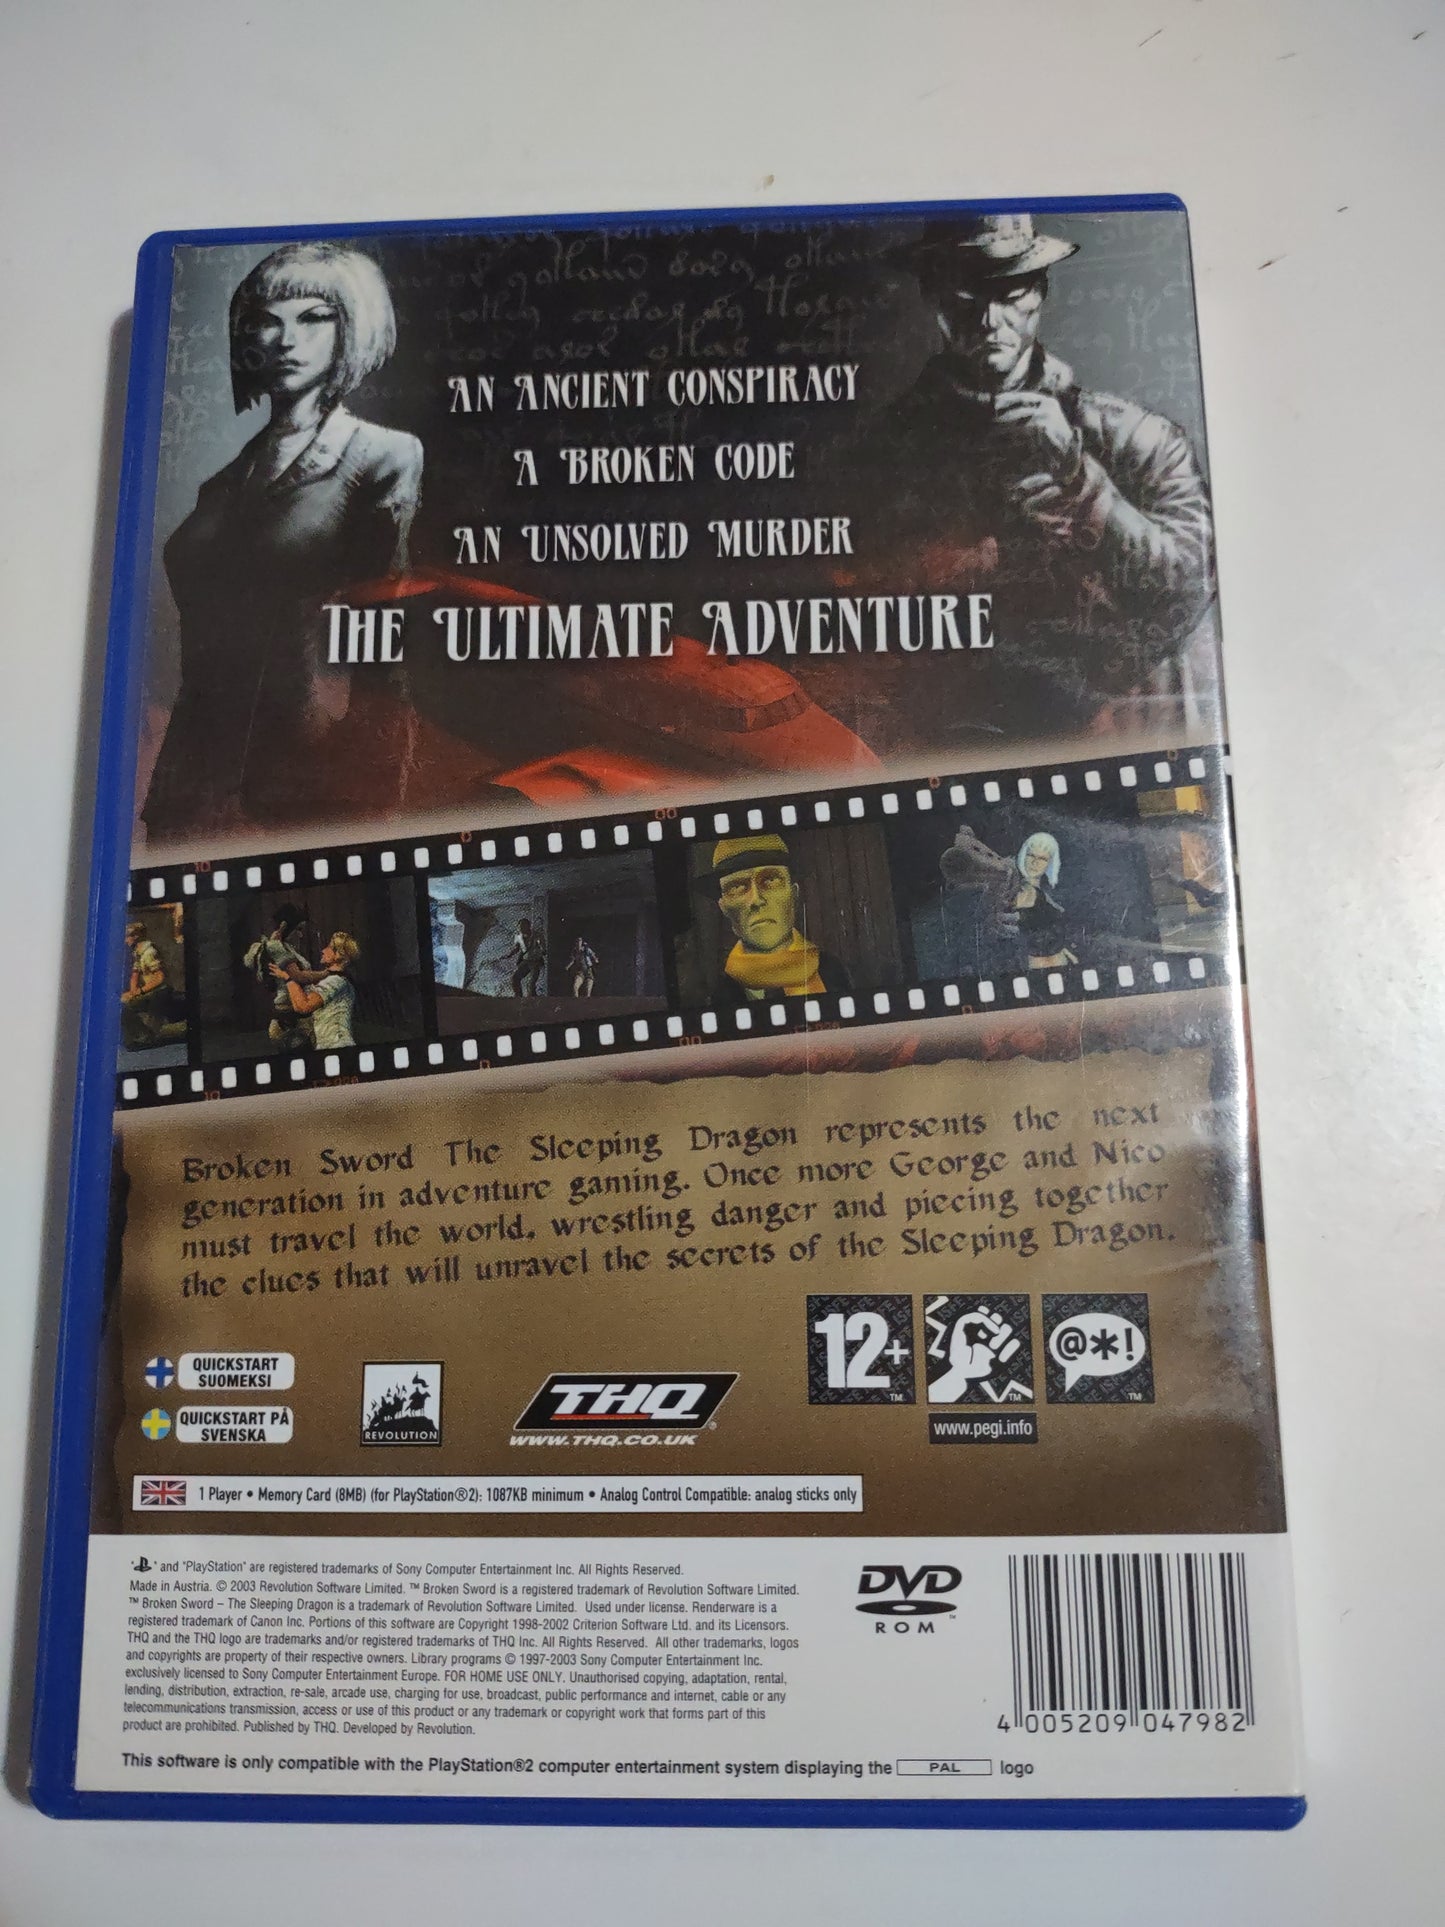 AN ANCIENT CONSPIRACY
A BROKEN CODE
AN UNSOLVED MURDER
THE ULTIMATE ADVENTURE
Broken Sword The Sleeping Dragon represents the next
generation in adventure gaming. Once more George and Nico
must travel the world, wrestling danger and piecing together
the clues that will unravel the secrets of the Sleeping Dragon.
QUICKSTART
SUOMEKSI
QUICKSTART PÅ
SVENSKA
REVOLUTION
THQ
WWW.THQ.CO.UK
12+
TM
TM
@*!
TM
www.pegi.info
1 Player • Memory Card (8MB) (for PlayStation®2): 1087KB minimum • Analog Control Compatible: analog sticks only
" " and "PlayStation" are registered trademarks of Sony Computer Entertainment Inc. All Rights Reserved.
Made in Austria. © 2003 Revolution Software Limited. ™ Broken Sword is a registered trademark of Revolution Software Limited.
™ Broken Sword – The Sleeping Dragon is a trademark of Revolution Software Limited. Used under license. Renderware is a
registered trademark of Canon Inc. Portions of this software are Copyright 1998-2002 Criterion Software Ltd. and its Licensors.
THQ and the THQ logo are trademarks and/or registered trademarks of THQ Inc. All Rights Reserved. All other trademarks, logos
and copyrights are property of their respective owners. Library programs © 1997-2003 Sony Computer Entertainment Inc.
exclusively licensed to Sony Computer Entertainment Europe. FOR HOME USE ONLY. Unauthorised copying, adaptation, rental,
lending, distribution, extraction, re-sale, arcade use, charging for use, broadcast, public performance and internet, cable or any
telecommunications transmission, access or use of this product or any trademark or copyright work that forms part of this
product are prohibited. Published by THQ. Developed by Revolution.
DVD
ROM
4 005209 047982
This software is only compatible with the PlayStation®2 computer entertainment system displaying the PAL logo